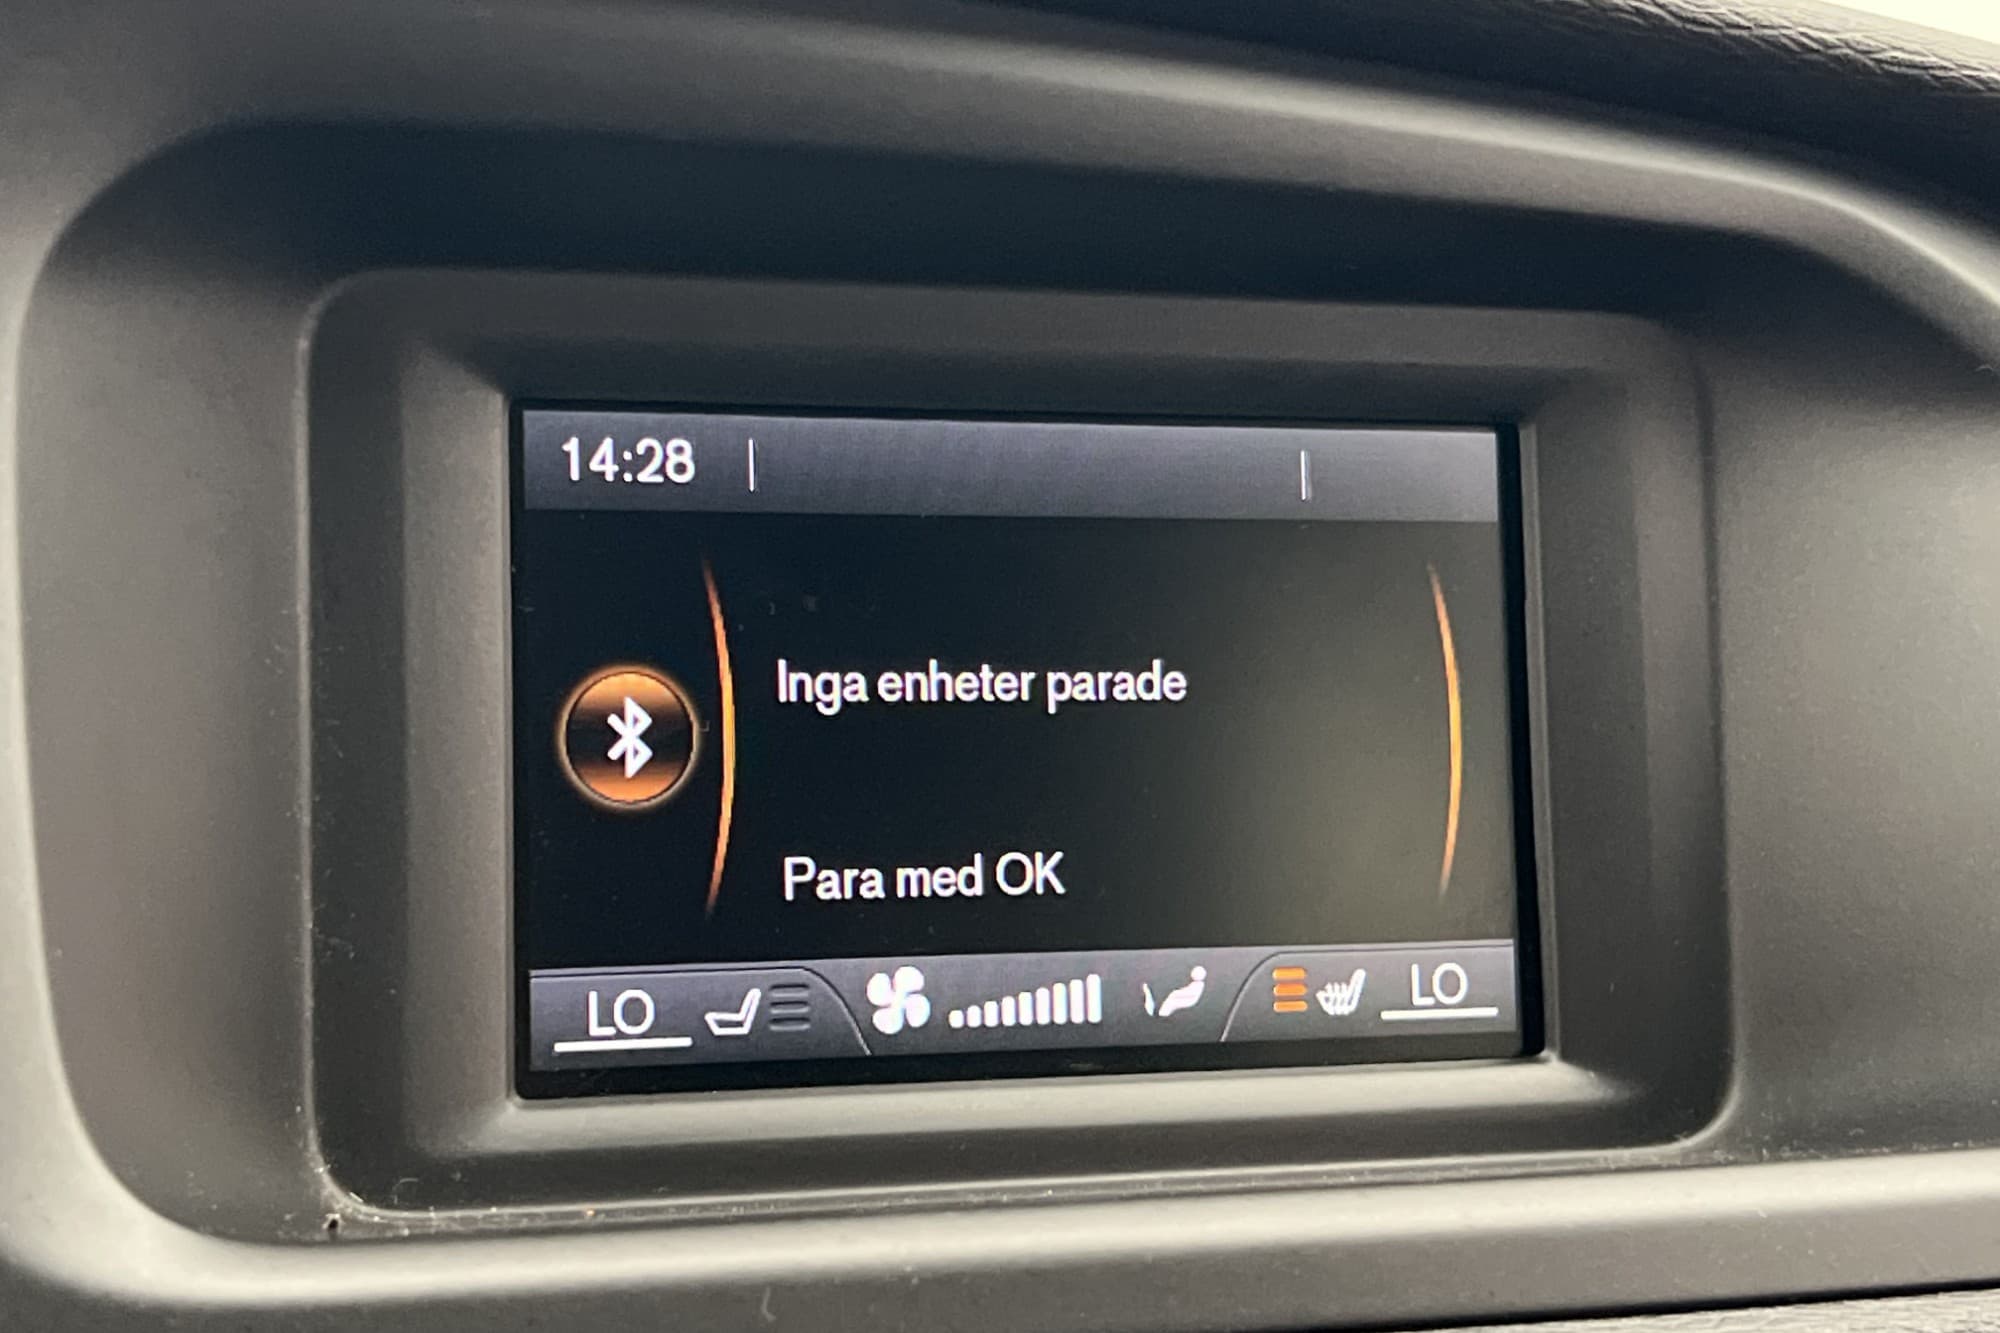 14:28
Inga enheter parade
Para med OK
LO LO